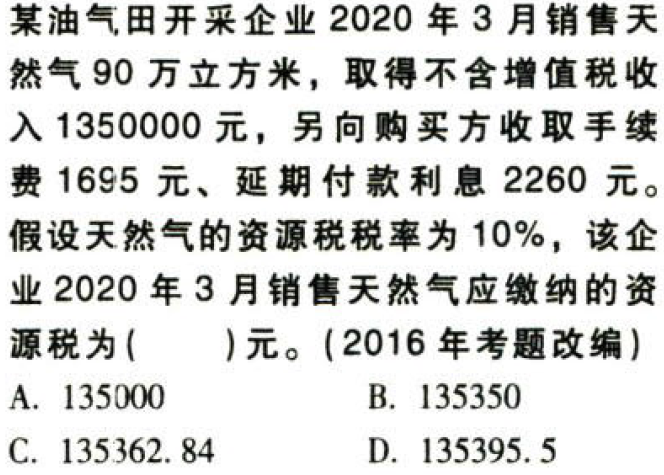 某油气田开采企业 2020 年 3 月销售天
然气 90 万立方米，取得不含增值税收
入 1350000 元，另向购买方收取手续
费 1695 元、延期付款利息 2260 元。
假设天然气的资源税税率为 10%，该企
业 2020 年 3 月销售天然气应缴纳的资
源税为(　　)元。(2016 年考题改编)
A. 135000　　B. 135350
C. 135362.84　　D. 135395.5